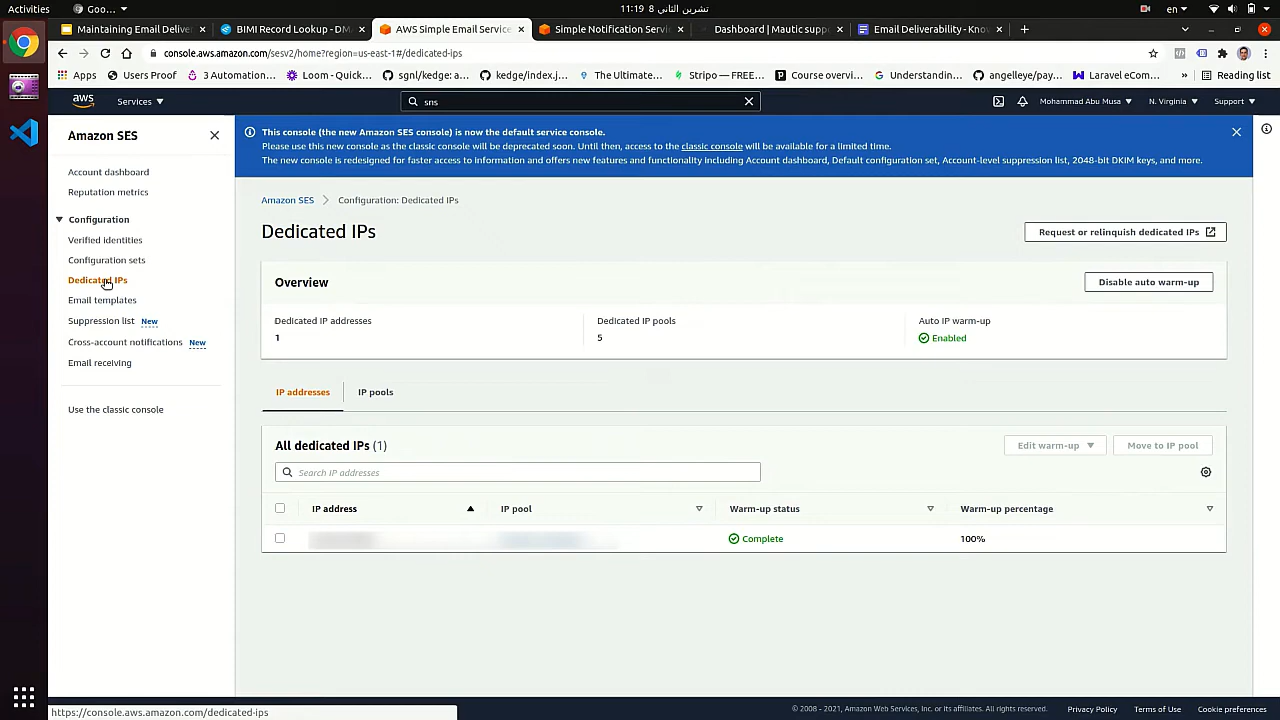 Activities
Goo...
11:19 تشرين الثاني 8
en
Maintaining Email Deliver
BIMI Record Lookup - DM
AWS Simple Email Service
Simple Notification Servi
Dashboard | Mautic supp
Email Deliverability - Kno
console.aws.amazon.com/sesv2/home?region=us-east-1#/dedicated-ips
Apps
Users Proof
3 Automation...
Loom - Quick...
sgnl/kedge: a...
kedge/index.j...
The Ultimate...
Stripo — FREE...
Course overvi...
Understanding...
angelleye/pay...
Laravel eCom...
»
Reading list
aws
Services
sns
Mohammad Abu Musa
N. Virginia
Support
Amazon SES
Account dashboard
Reputation metrics
Configuration
Verified identities
Configuration sets
Dedicated IPs
Email templates
Suppression list New
Cross-account notifications New
Email receiving
Use the classic console
This console (the new Amazon SES console) is now the default service console.
Please use this new console as the classic console will be deprecated soon. Until then, access to the classic console will be available for a limited time.
The new console is redesigned for faster access to information and offers new features and functionality including Account dashboard, Default configuration set, Account-level suppression list, 2048-bit DKIM keys, and more.
Amazon SES
Configuration: Dedicated IPs
Dedicated IPs
Request or relinquish dedicated IPs
Overview
Disable auto warm-up
Dedicated IP addresses
1
Dedicated IP pools
5
Auto IP warm-up
Enabled
IP addresses
IP pools
All dedicated IPs (1)
Edit warm-up
Move to IP pool
Search IP addresses
IP address
IP pool
Warm-up status
Warm-up percentage
Complete
100%
https://console.aws.amazon.com/dedicated-ips
© 2008 - 2021, Amazon Web Services, Inc. or its affiliates. All rights reserved.
Privacy Policy
Terms of Use
Cookie preferences